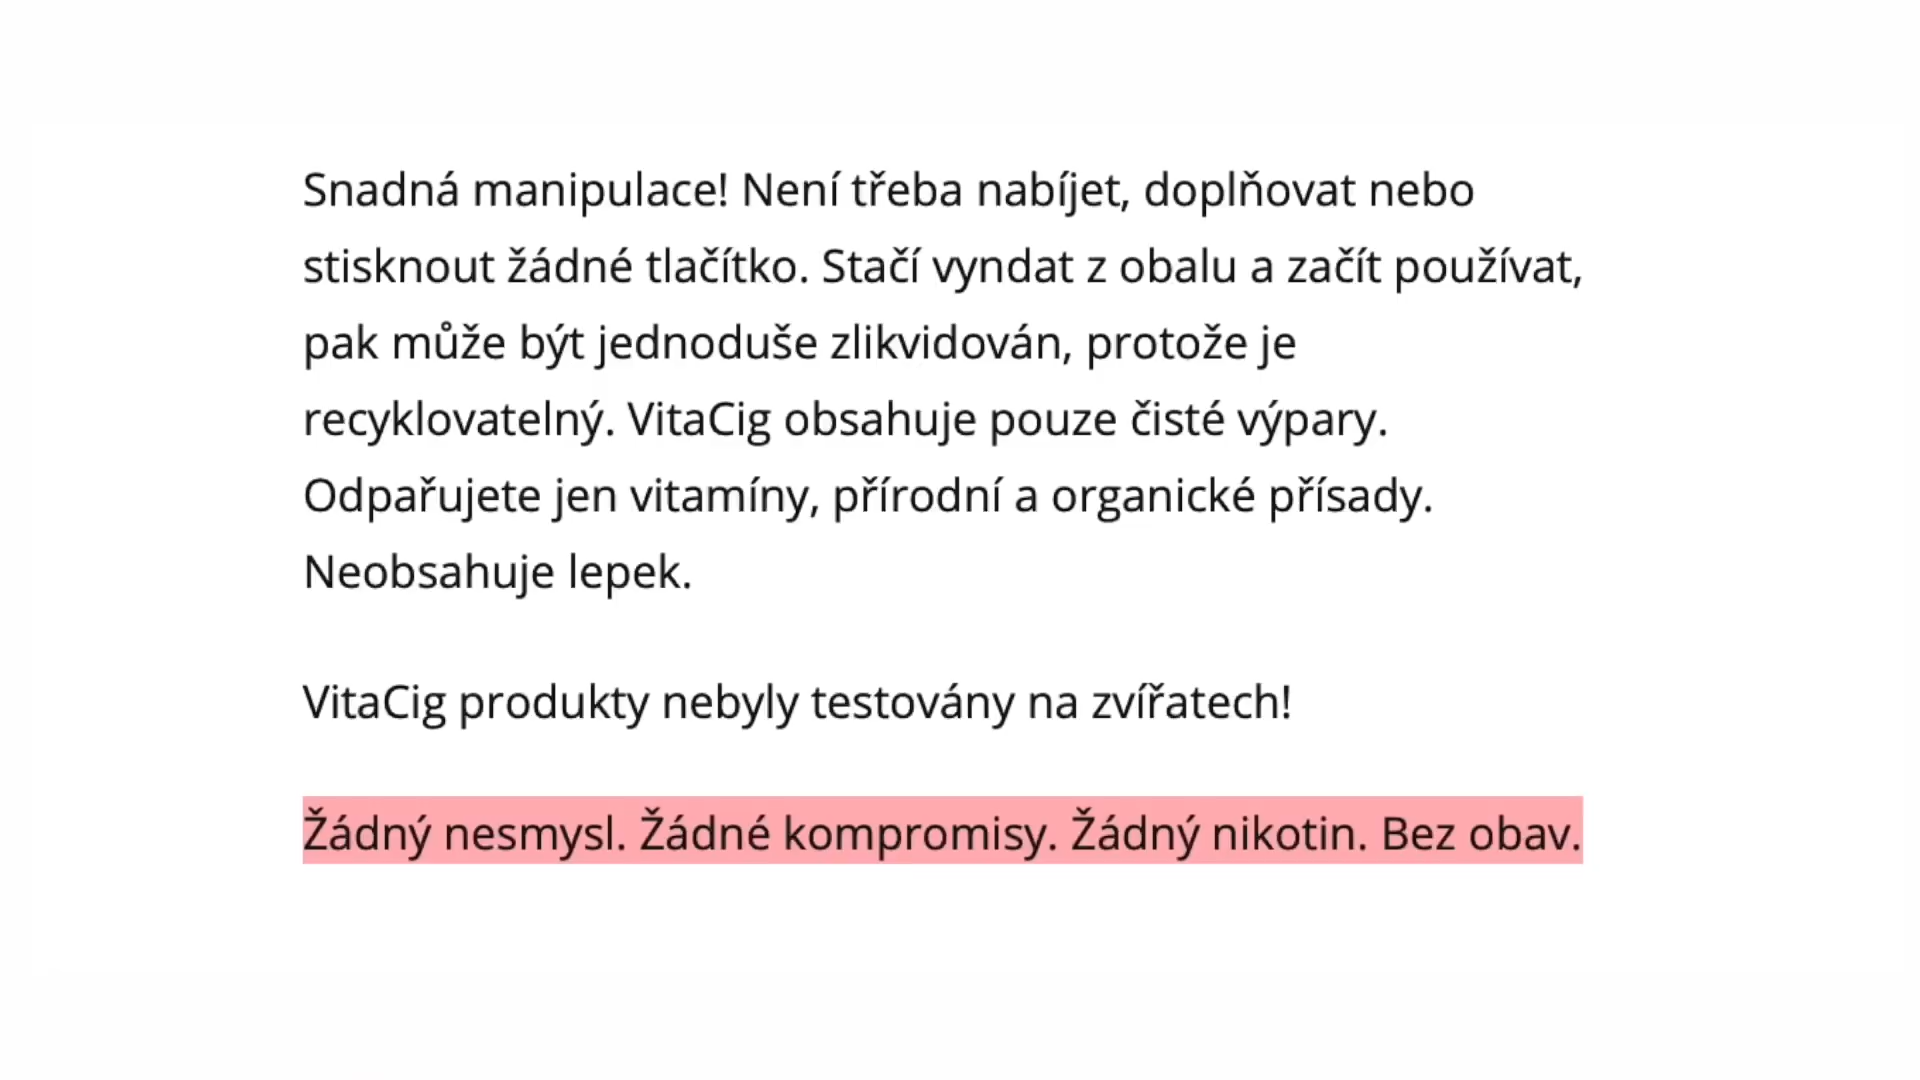 Snadná manipulace! Není třeba nabíjet, doplňovat nebo
stisknout žádné tlačítko. Stačí vyndat z obalu a začít používat,
pak může být jednoduše zlikvidován, protože je
recyklovatelný. VitaCig obsahuje pouze čisté výpary.
Odpařujete jen vitamíny, přírodní a organické přísady.
Neobsahuje lepek.
VitaCig produkty nebyly testovány na zvířatech!
Žádný nesmysl. Žádné kompromisy. Žádný nikotin. Bez obav.